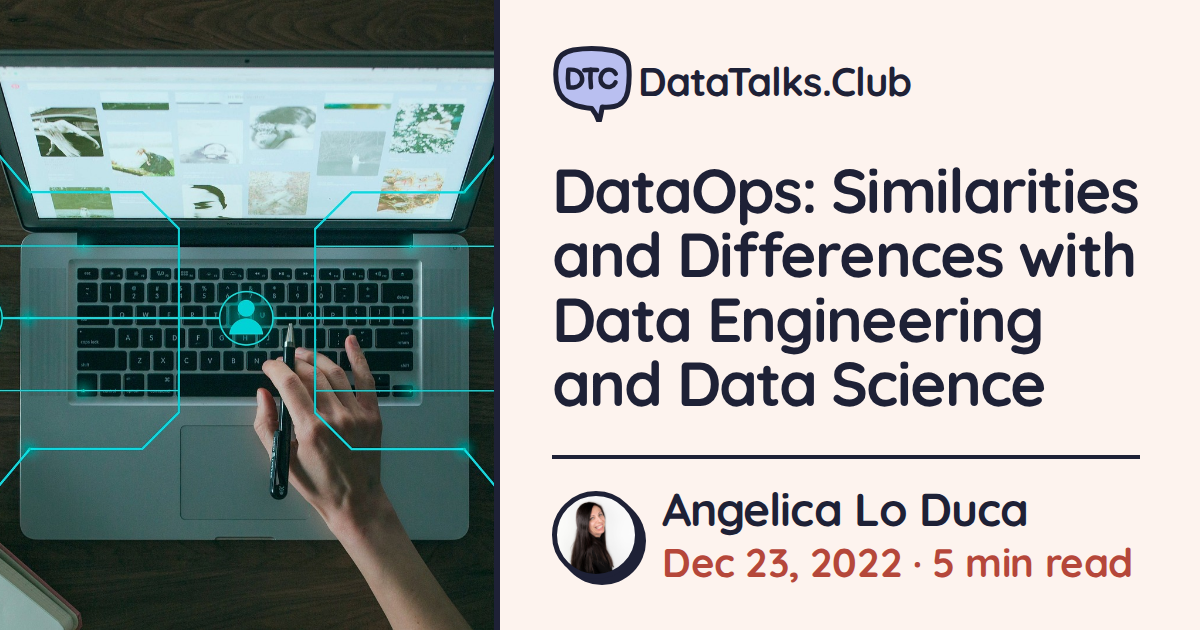 DTC DataTalks.Club
DataOps: Similarities
and Differences with
Data Engineering
and Data Science
Angelica Lo Duca
Dec 23, 2022 · 5 min read